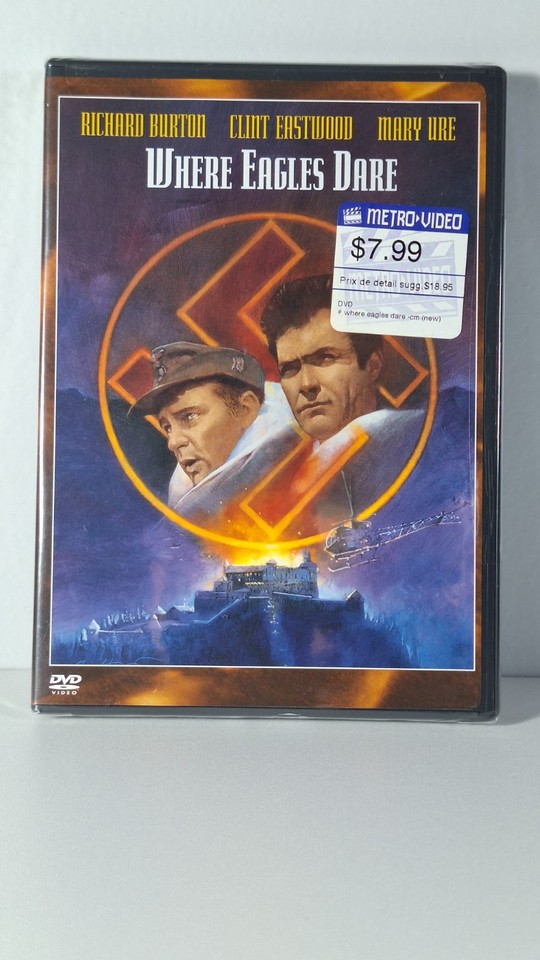 RICHARD BURTON CLINT EASTWOOD MARY URE
WHERE EAGLES DARE
METRO VIDEO
$7.99
Prix de detail sugg.$18.95
DVD
# where eagles dare -cm (new)
DVD
VIDEO